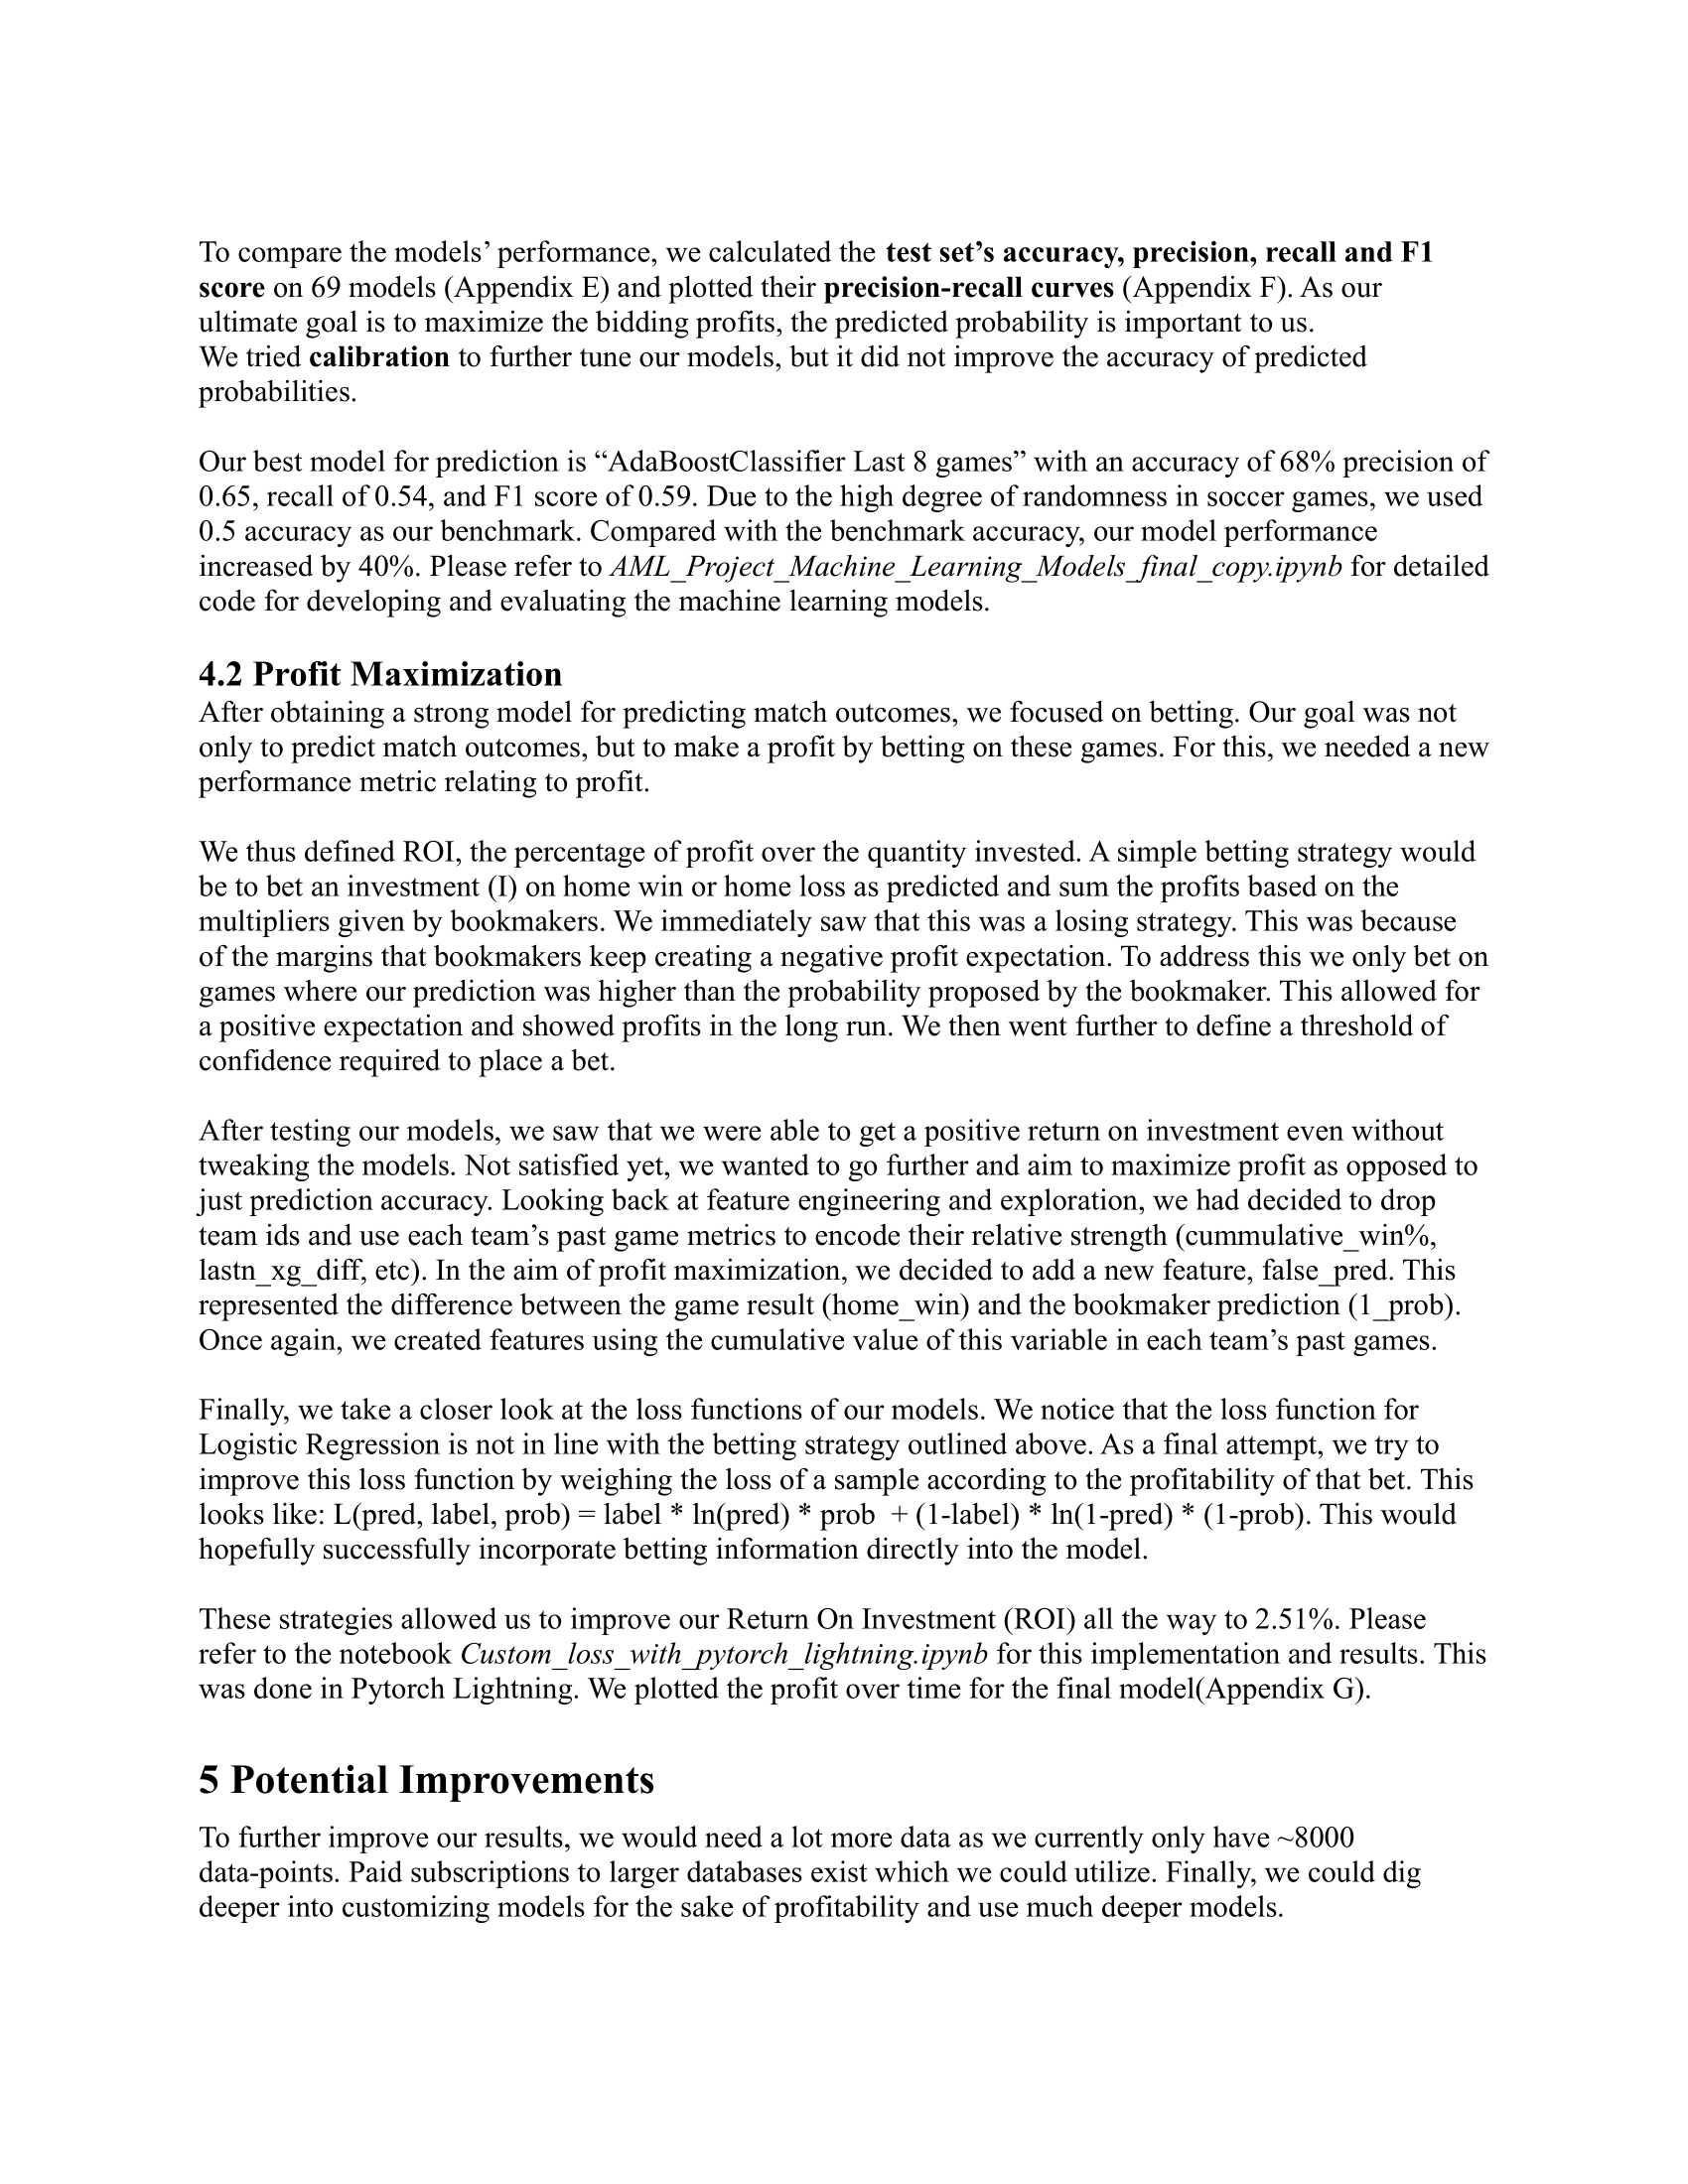 To compare the models’ performance, we calculated the test set’s accuracy, precision, recall and F1
score on 69 models (Appendix E) and plotted their precision-recall curves (Appendix F). As our
ultimate goal is to maximize the bidding profits, the predicted probability is important to us.
We tried calibration to further tune our models, but it did not improve the accuracy of predicted
probabilities.
Our best model for prediction is “AdaBoostClassifier Last 8 games” with an accuracy of 68% precision of
0.65, recall of 0.54, and F1 score of 0.59. Due to the high degree of randomness in soccer games, we used
0.5 accuracy as our benchmark. Compared with the benchmark accuracy, our model performance
increased by 40%. Please refer to AML_Project_Machine_Learning_Models_final_copy.ipynb for detailed
code for developing and evaluating the machine learning models.
4.2 Profit Maximization
After obtaining a strong model for predicting match outcomes, we focused on betting. Our goal was not
only to predict match outcomes, but to make a profit by betting on these games. For this, we needed a new
performance metric relating to profit.
We thus defined ROI, the percentage of profit over the quantity invested. A simple betting strategy would
be to bet an investment (I) on home win or home loss as predicted and sum the profits based on the
multipliers given by bookmakers. We immediately saw that this was a losing strategy. This was because
of the margins that bookmakers keep creating a negative profit expectation. To address this we only bet on
games where our prediction was higher than the probability proposed by the bookmaker. This allowed for
a positive expectation and showed profits in the long run. We then went further to define a threshold of
confidence required to place a bet.
After testing our models, we saw that we were able to get a positive return on investment even without
tweaking the models. Not satisfied yet, we wanted to go further and aim to maximize profit as opposed to
just prediction accuracy. Looking back at feature engineering and exploration, we had decided to drop
team ids and use each team’s past game metrics to encode their relative strength (cummulative_win%,
lastn_xg_diff, etc). In the aim of profit maximization, we decided to add a new feature, false_pred. This
represented the difference between the game result (home_win) and the bookmaker prediction (1_prob).
Once again, we created features using the cumulative value of this variable in each team’s past games.
Finally, we take a closer look at the loss functions of our models. We notice that the loss function for
Logistic Regression is not in line with the betting strategy outlined above. As a final attempt, we try to
improve this loss function by weighing the loss of a sample according to the profitability of that bet. This
looks like: L(pred, label, prob) = label * ln(pred) * prob  + (1-label) * ln(1-pred) * (1-prob). This would
hopefully successfully incorporate betting information directly into the model.
These strategies allowed us to improve our Return On Investment (ROI) all the way to 2.51%. Please
refer to the notebook Custom_loss_with_pytorch_lightning.ipynb for this implementation and results. This
was done in Pytorch Lightning. We plotted the profit over time for the final model(Appendix G).
5 Potential Improvements
To further improve our results, we would need a lot more data as we currently only have ~8000
data-points. Paid subscriptions to larger databases exist which we could utilize. Finally, we could dig
deeper into customizing models for the sake of profitability and use much deeper models.